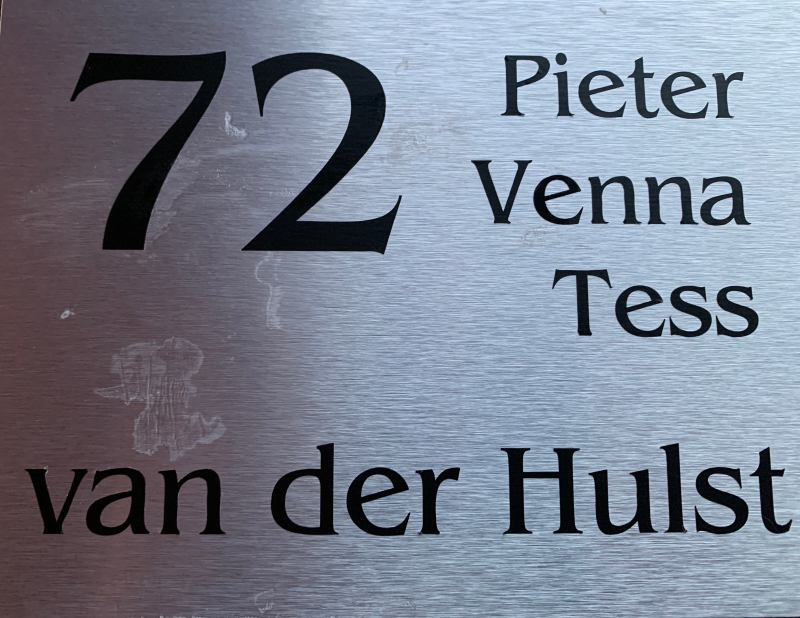 72
Pieter
Venna
Tess
van der Hulst